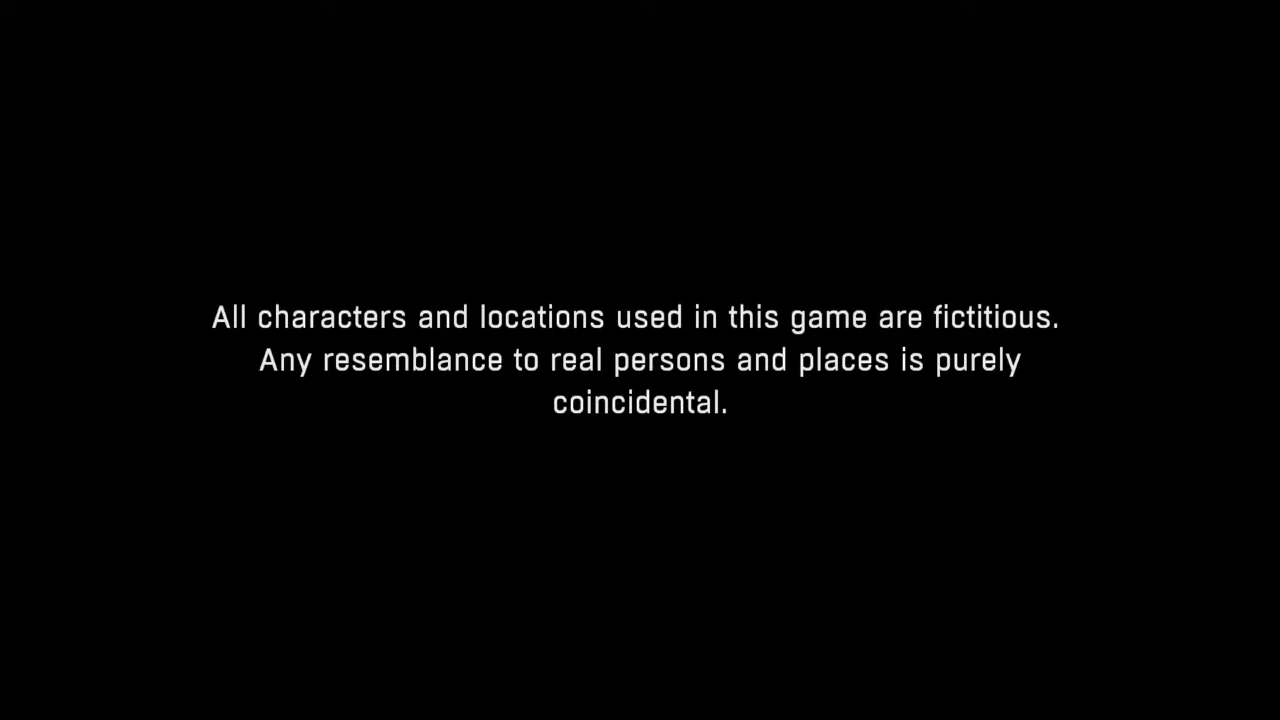 All characters and locations used in this game are fictitious.
Any resemblance to real persons and places is purely
coincidental.